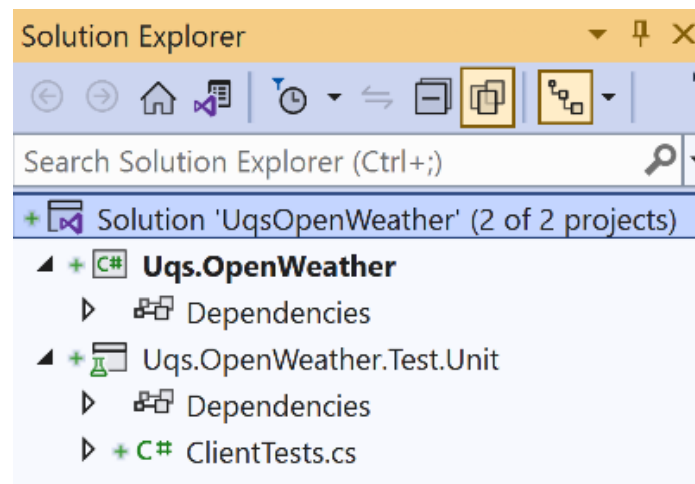 Solution Explorer
Search Solution Explorer (Ctrl+;)
Solution 'UqsOpenWeather' (2 of 2 projects)
C# Uqs.OpenWeather
Dependencies
Uqs.OpenWeather.Test.Unit
Dependencies
C# ClientTests.cs